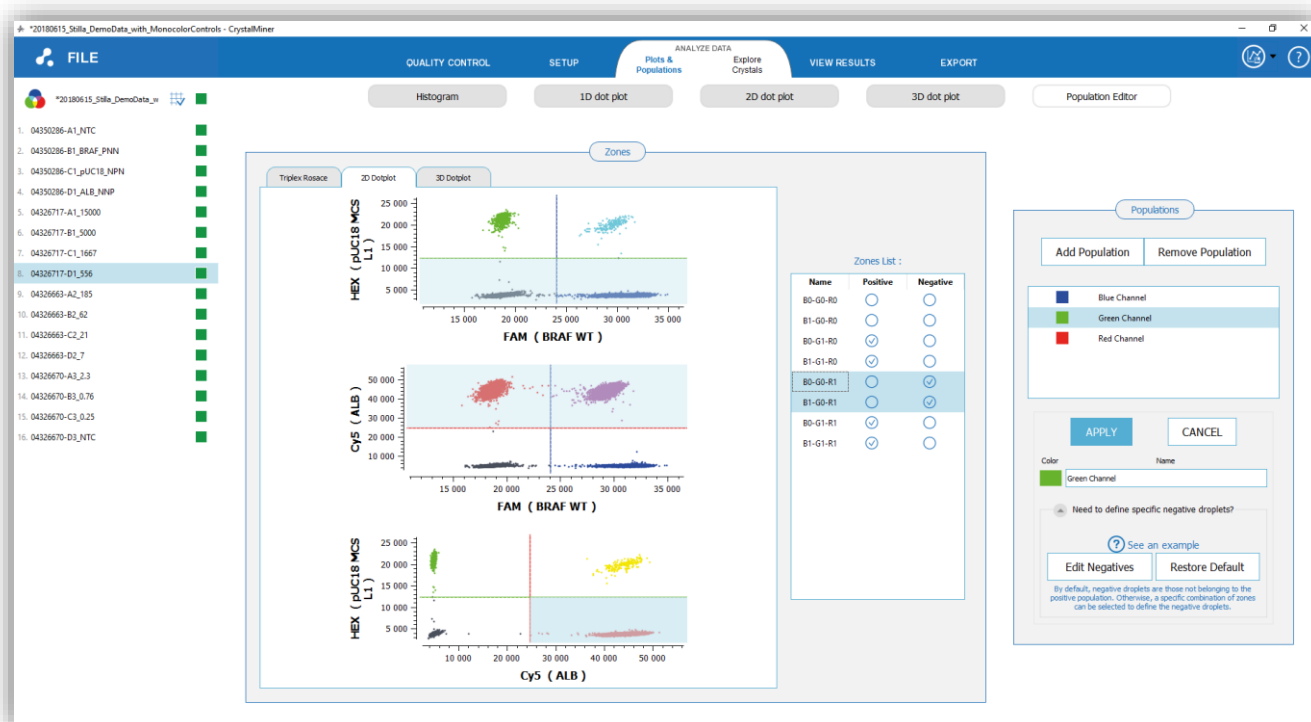 *20180615_Stilla_DemoData_with_MonocolorControls - CrystalMiner
FILE
QUALITY CONTROL
SETUP
ANALYZE DATA
Plots & Populations
Explore Crystals
VIEW RESULTS
EXPORT
*20180615_Stilla_DemoData_w
Histogram
1D dot plot
2D dot plot
3D dot plot
Population Editor
1. 04350286-A1_NTC
2. 04350286-B1_BRAF_PNN
3. 04350286-C1_pUC18_NPN
4. 04350286-D1_ALB_NNP
5. 04326717-A1_15000
6. 04326717-B1_5000
7. 04326717-C1_1667
8. 04326717-D1_556
9. 04326663-A2_185
10. 04326663-B2_62
11. 04326663-C2_21
12. 04326663-D2_7
13. 04326670-A3_2.3
14. 04326670-B3_0.76
15. 04326670-C3_0.25
16. 04326670-D3_NTC
Zones
Triplex Rosace
2D Dotplot
3D Dotplot
HEX ( pUC18 MCS L1 )
25 000
20 000
15 000
10 000
5 000
15 000 20 000 25 000 30 000 35 000
FAM ( BRAF WT )
Cy5 ( ALB )
50 000
40 000
30 000
20 000
10 000
15 000 20 000 25 000 30 000 35 000
FAM ( BRAF WT )
HEX ( pUC18 MCS L1 )
25 000
20 000
15 000
10 000
5 000
10 000 20 000 30 000 40 000 50 000
Cy5 ( ALB )
Zones List :
Name Positive Negative
B0-G0-R0
B1-G0-R0
B0-G1-R0
B1-G1-R0
B0-G0-R1
B1-G0-R1
B0-G1-R1
B1-G1-R1
Populations
Add Population
Remove Population
Blue Channel
Green Channel
Red Channel
APPLY
CANCEL
Color Name
Green Channel
Need to define specific negative droplets?
? See an example
Edit Negatives
Restore Default
By default, negative droplets are those not belonging to the
positive population. Otherwise, a specific combination of zones
can be selected to define the negative droplets.